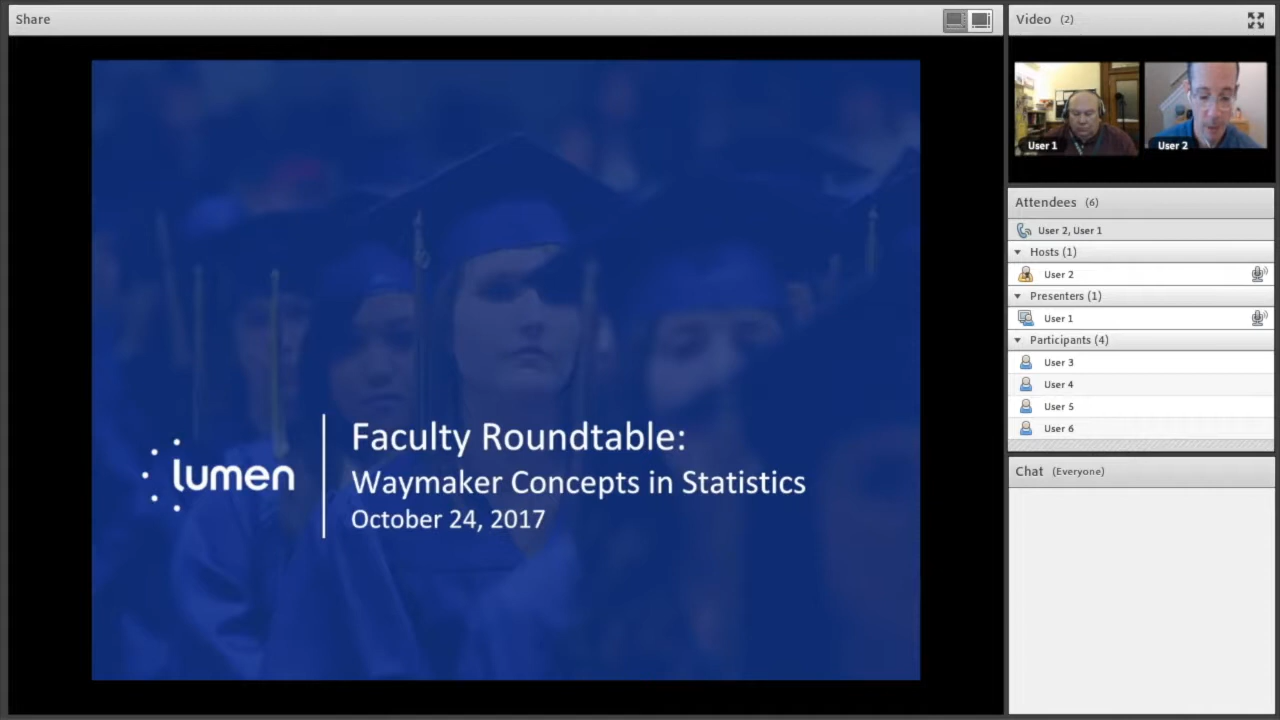 Share
Video (2)
User 1
User 2
Attendees (6)
User 2, User 1
Hosts (1)
User 2
Presenters (1)
User 1
Participants (4)
User 3
User 4
User 5
User 6
Chat (Everyone)
lumen
Faculty Roundtable:
Waymaker Concepts in Statistics
October 24, 2017